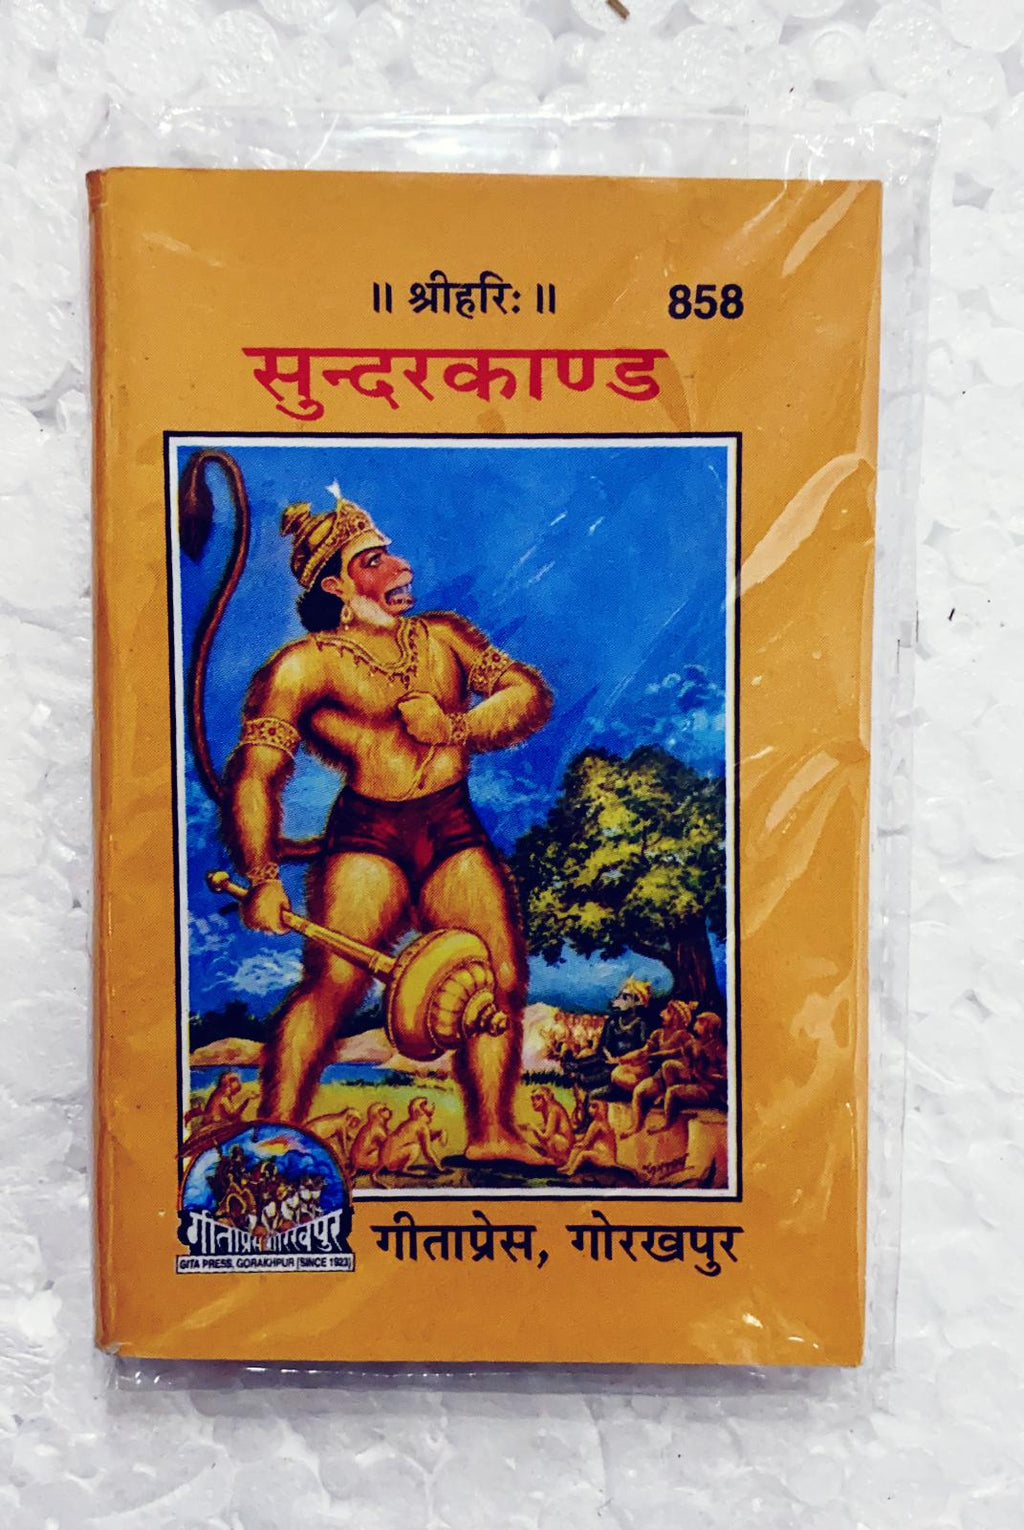 ॥ श्रीहरिः ॥ 858
सुन्दरकाण्ड
गीताप्रेस गोरखपुर
GITA PRESS, GORAKHPUR [SINCE 1923]
गीताप्रेस, गोरखपुर